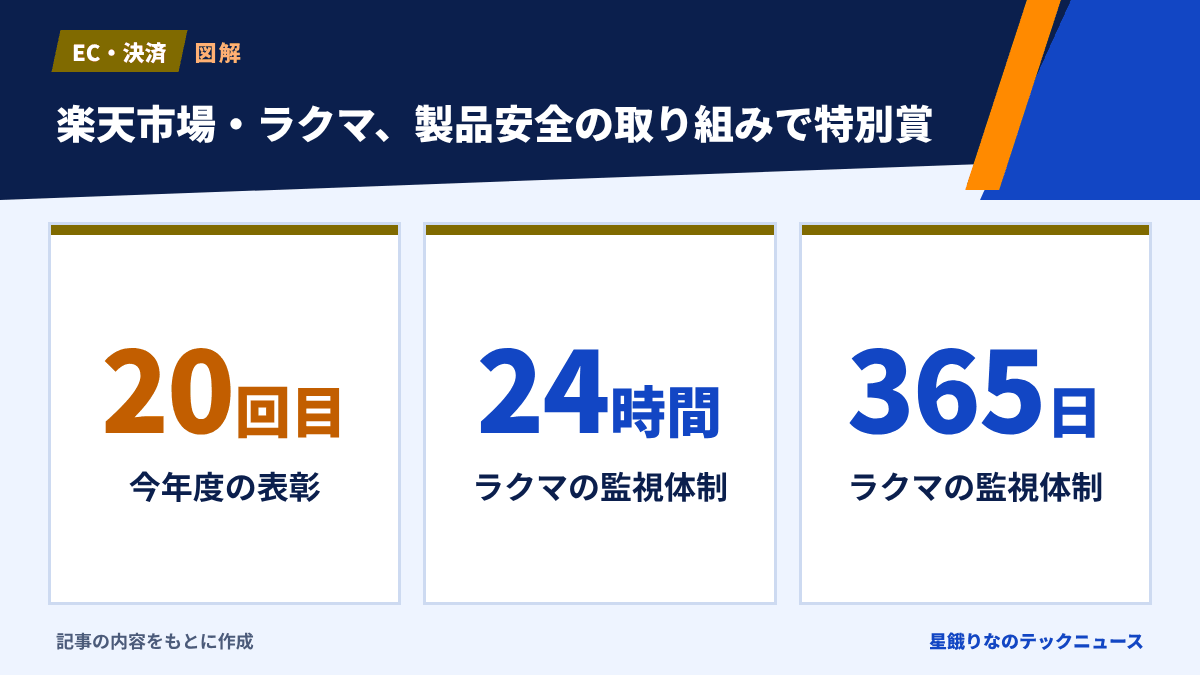 EC・決済 図解
楽天市場・ラクマ、製品安全の取り組みで特別賞
20回目
今年度の表彰
24時間
ラクマの監視体制
365日
ラクマの監視体制
記事の内容をもとに作成
星餓りなのテックニュース